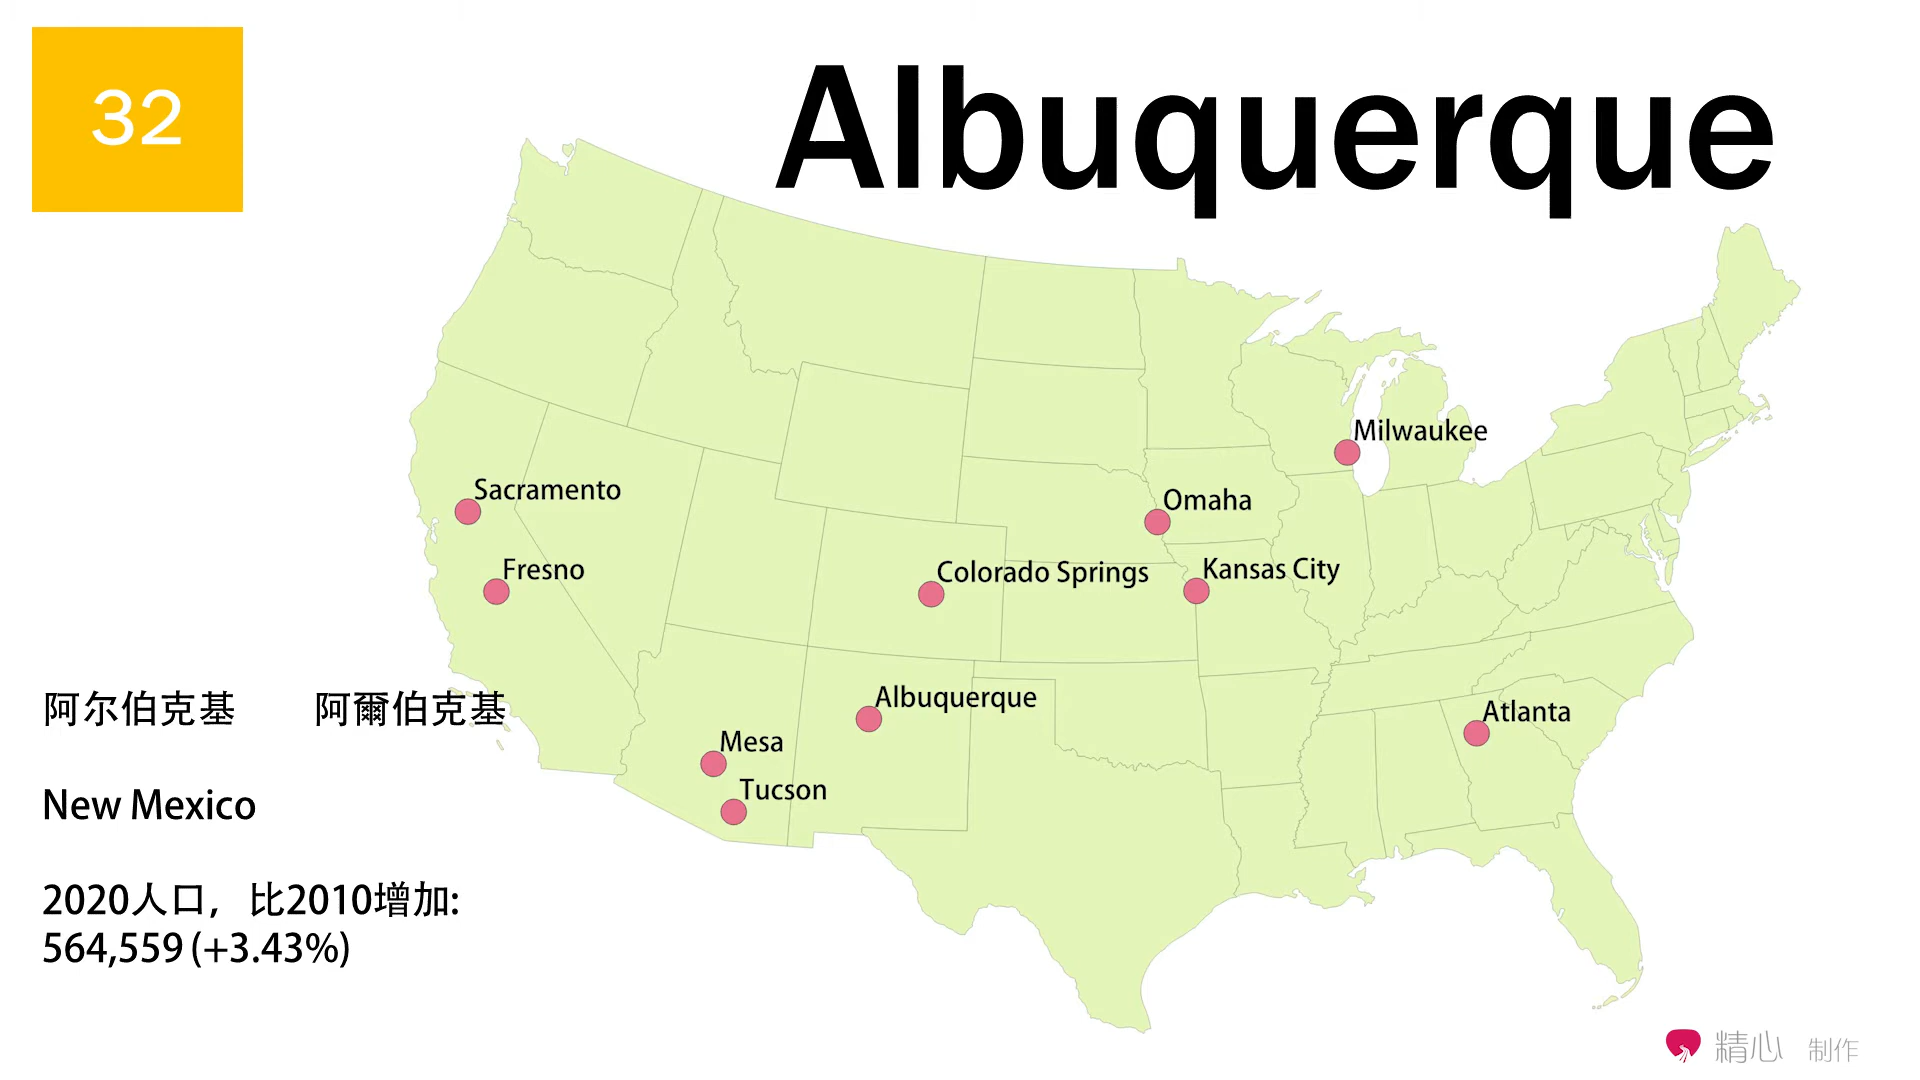 32
Albuquerque
Milwaukee
Sacramento
Omaha
Fresno
Colorado Springs
Kansas City
阿尔伯克基 阿爾伯克基
Albuquerque
Atlanta
Mesa
Tucson
New Mexico
2020人口，比2010增加:
564,559 (+3.43%)
精心 制作